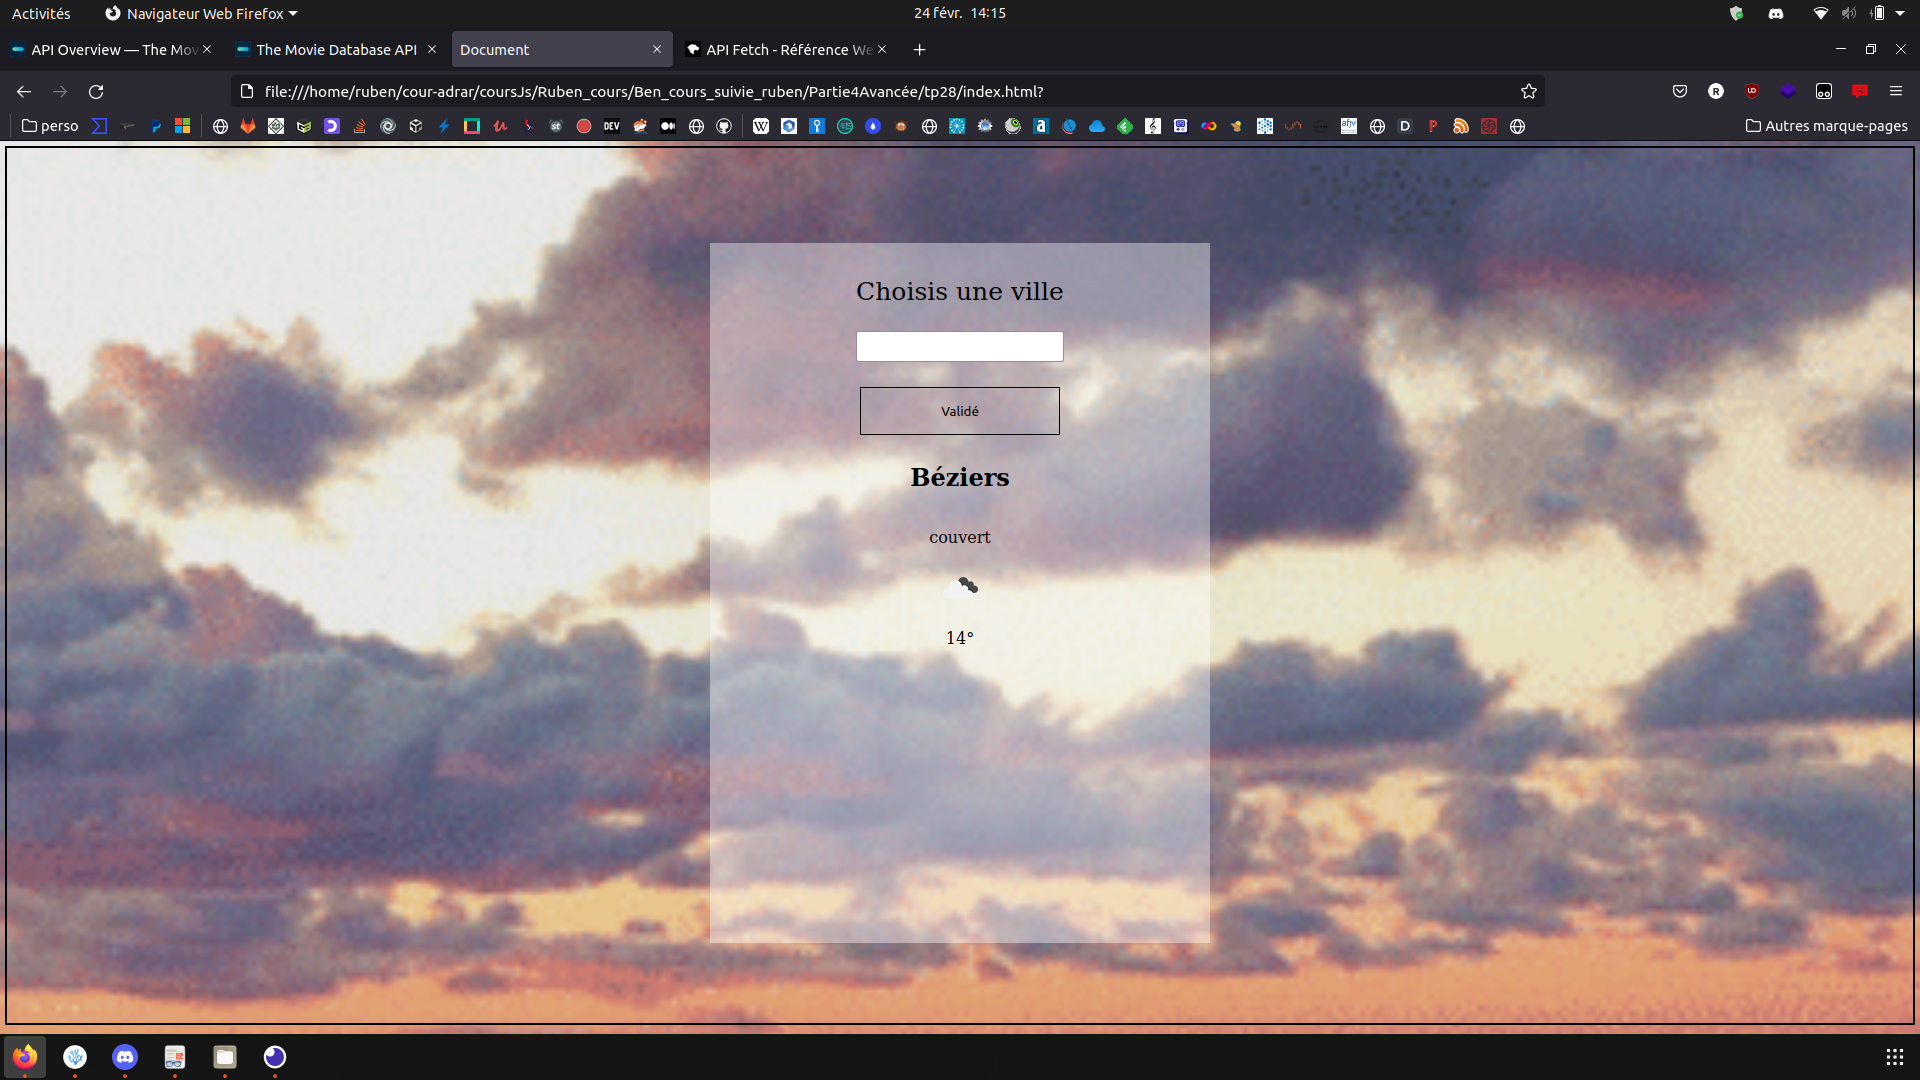 Activités
Navigateur Web Firefox
24 févr. 14:15
API Overview — The Mov
The Movie Database API
Document
API Fetch - Référence We
file:///home/ruben/cour-adrar/coursJs/Ruben_cours/Ben_cours_suivie_ruben/Partie4Avancée/tp28/index.html?
perso
Autres marque-pages
Choisis une ville
Validé
Béziers
couvert
14°